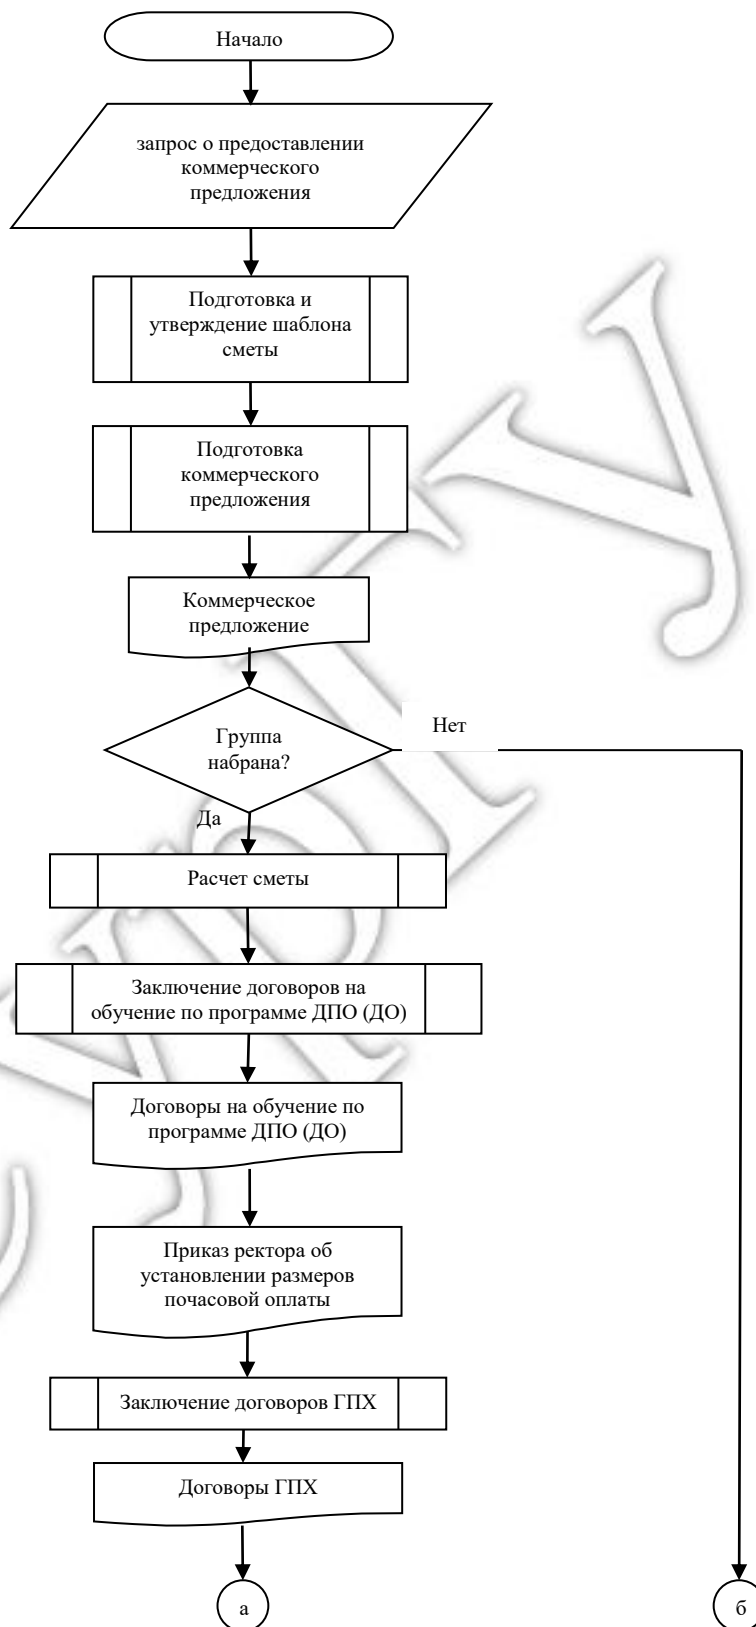 Начало
запрос о предоставлении
коммерческого
предложения
Подготовка и
утверждение шаблона
сметы
Подготовка
коммерческого
предложения
Коммерческое
предложение
Группа
набрана?
Нет
Да
Расчет сметы
Заключение договоров на
обучение по программе ДПО (ДО)
Договоры на обучение по
программе ДПО (ДО)
Приказ ректора об
установлении размеров
почасовой оплаты
Заключение договоров ГПХ
Договоры ГПХ
а
б